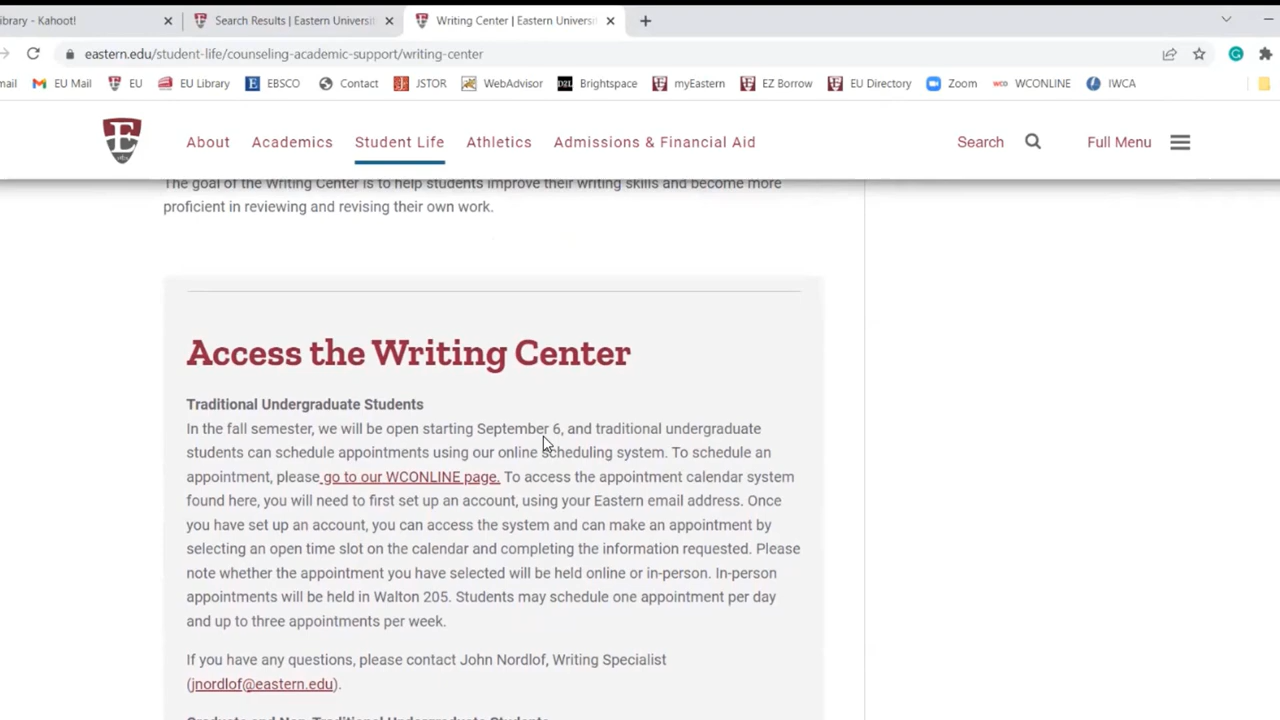 ibrary - Kahoot!
Search Results | Eastern Universit
Writing Center | Eastern Universi
eastern.edu/student-life/counseling-academic-support/writing-center
mail
EU Mail
EU
EU Library
EBSCO
Contact
JSTOR
WebAdvisor
Brightspace
myEastern
EZ Borrow
EU Directory
Zoom
WCONLINE
IWCA
About
Academics
Student Life
Athletics
Admissions & Financial Aid
Search
Full Menu
The goal of the Writing Center is to help students improve their writing skills and become more
proficient in reviewing and revising their own work.
Access the Writing Center
Traditional Undergraduate Students
In the fall semester, we will be open starting September 6, and traditional undergraduate
students can schedule appointments using our online scheduling system. To schedule an
appointment, please go to our WCONLINE page. To access the appointment calendar system
found here, you will need to first set up an account, using your Eastern email address. Once
you have set up an account, you can access the system and can make an appointment by
selecting an open time slot on the calendar and completing the information requested. Please
note whether the appointment you have selected will be held online or in-person. In-person
appointments will be held in Walton 205. Students may schedule one appointment per day
and up to three appointments per week.
If you have any questions, please contact John Nordlof, Writing Specialist
(jnordlof@eastern.edu).
Graduate and Non-Traditional Undergraduate Students